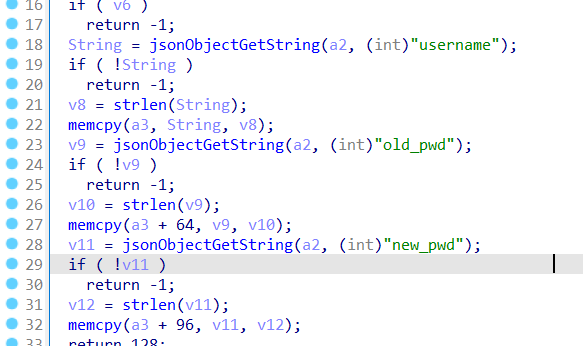 16 if ( v6 )
17 return -1;
18 String = jsonObjectGetString(a2, (int)"username");
19 if ( !String )
20 return -1;
21 v8 = strlen(String);
22 memcpy(a3, String, v8);
23 v9 = jsonObjectGetString(a2, (int)"old_pwd");
24 if ( !v9 )
25 return -1;
26 v10 = strlen(v9);
27 memcpy(a3 + 64, v9, v10);
28 v11 = jsonObjectGetString(a2, (int)"new_pwd");
29 if ( !v11 )
30 return -1;
31 v12 = strlen(v11);
32 memcpy(a3 + 96, v11, v12);
33 return 128;